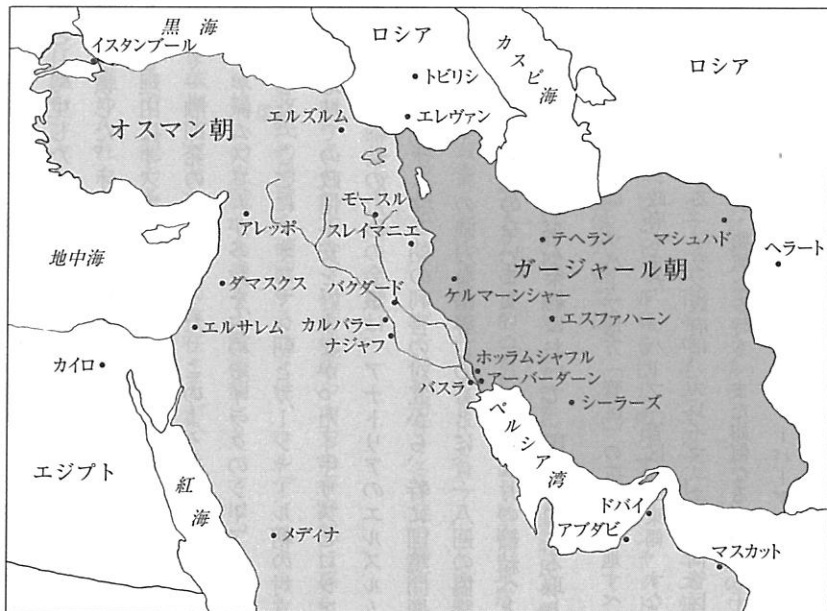 黒海
イスタンブール
ロシア
カスピ海
ロシア
トビリシ
エルズルム
エレヴァン
オスマン朝
モースル
アレッポ
スレイマニエ
テヘラン
マシュハド
ヘラート
地中海
ガージャール朝
ダマスクス
バクダード
ケルマーンシャー
エルサレム
カルバラー
エスファハーン
ナジャフ
カイロ
ホッラムシャフル
バスラ
アーバーダーン
シーラーズ
ペルシア湾
エジプト
紅海
ドバイ
メディナ
アブダビ
マスカット